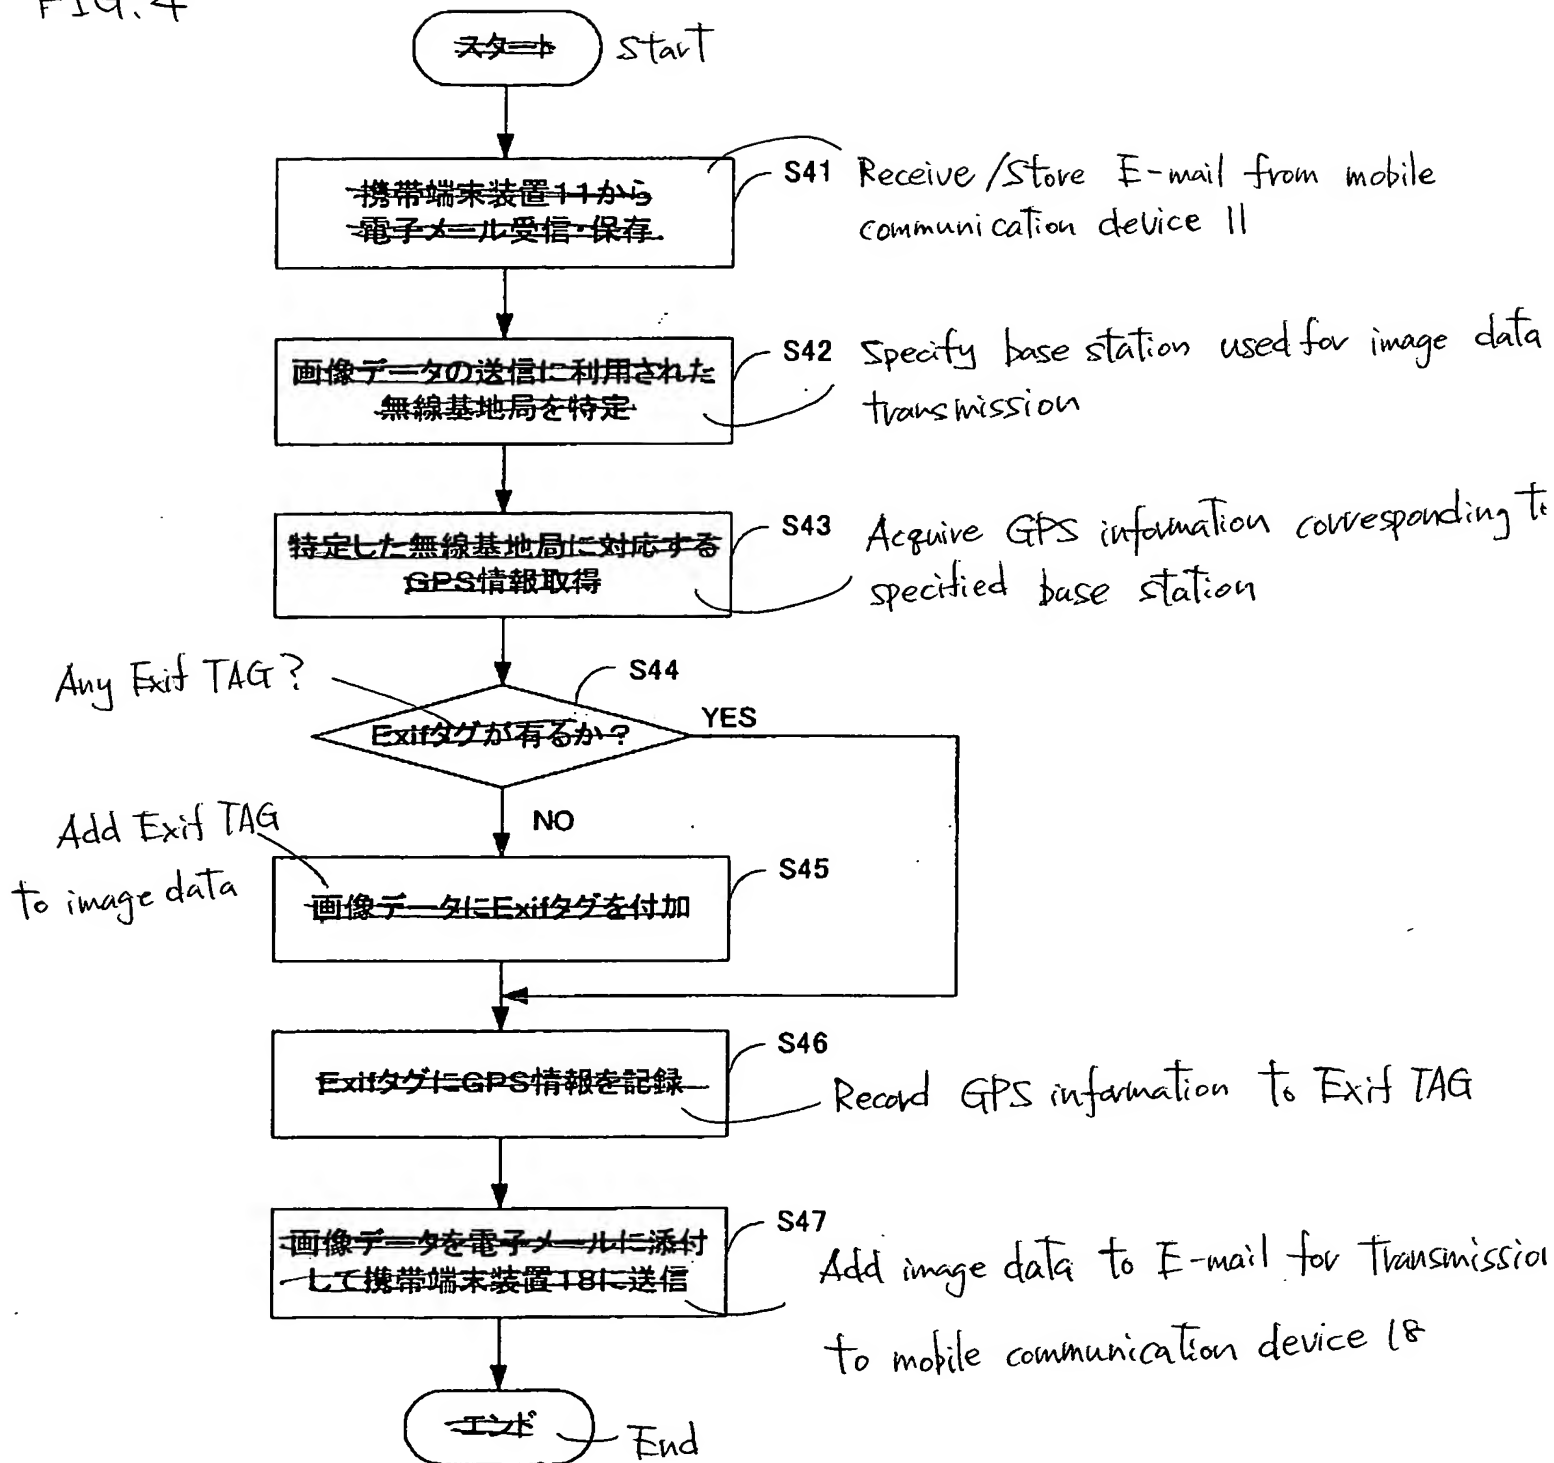 FIG. 4
スタート
Start
携帯端末装置11から
電子メール受信・保存
S41
Receive/Store E-mail from mobile
communication device 11
画像データの送信に利用された
無線基地局を特定
S42
Specify base station used for image data
transmission
特定した無線基地局に対応する
GPS情報取得
S43
Acquire GPS information corresponding to
specified base station
Any Exif TAG?
S44
Exifタグが有るか?
YES
NO
Add Exif TAG
to image data
S45
画像データにExifタグを付加
S46
ExifタグにGPS情報を記録
Record GPS information to Exif TAG
S47
画像データを電子メールに添付
して携帯端末装置18に送信
Add image data to E-mail for Transmission
to mobile communication device 18
エンド
End